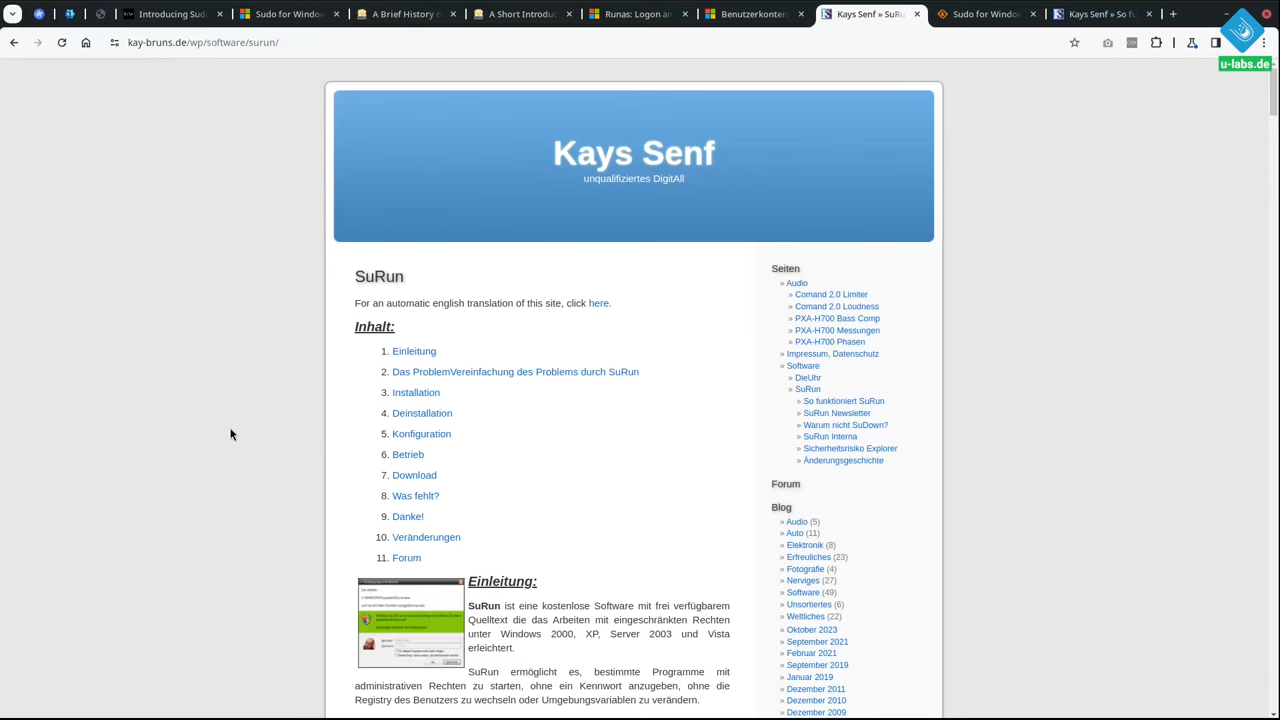 Sudo for Window
A Brief History o
A Short Introduc
Runas: Logon an
Benutzerkonten
Kays Senf » SuRu
Sudo for Window
Kays Senf » So fu
kay-bruns.de/wp/software/surun/
u-labs.de
Kays Senf
unqualifiziertes DigitAll
SuRun
For an automatic english translation of this site, click here.
Inhalt:
1. Einleitung
2. Das ProblemVereinfachung des Problems durch SuRun
3. Installation
4. Deinstallation
5. Konfiguration
6. Betrieb
7. Download
8. Was fehlt?
9. Danke!
10. Veränderungen
11. Forum
Einleitung:
SuRun ist eine kostenlose Software mit frei verfügbarem
Quelltext die das Arbeiten mit eingeschränkten Rechten
unter Windows 2000, XP, Server 2003 und Vista
erleichtert.
SuRun ermöglicht es, bestimmte Programme mit
administrativen Rechten zu starten, ohne ein Kennwort anzugeben, ohne die
Registry des Benutzers zu wechseln oder Umgebungsvariablen zu verändern.
Seiten
» Audio
» Comand 2.0 Limiter
» Comand 2.0 Loudness
» PXA-H700 Bass Comp
» PXA-H700 Messungen
» PXA-H700 Phasen
» Impressum, Datenschutz
» Software
» DieUhr
» SuRun
» So funktioniert SuRun
» SuRun Newsletter
» Warum nicht SuDown?
» SuRun Interna
» Sicherheitsrisiko Explorer
» Änderungsgeschichte
Forum
Blog
» Audio (5)
» Auto (11)
» Elektronik (8)
» Erfreuliches (23)
» Fotografie (4)
» Nerviges (27)
» Software (49)
» Unsortiertes (6)
» Weltliches (22)
» Oktober 2023
» September 2021
» Februar 2021
» September 2019
» Januar 2019
» Dezember 2011
» Dezember 2010
» Dezember 2009